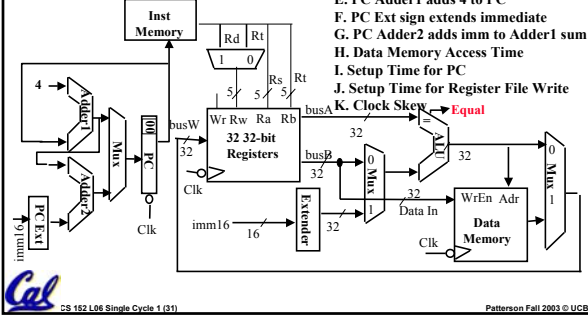 E. PC Adder1 adds 4 to PC
F. PC Ext sign extends immediate
G. PC Adder2 adds imm to Adder1 sum
H. Data Memory Access Time
I. Setup Time for PC
J. Setup Time for Register File Write
K. Clock Skew
Inst
Memory
Rd Rt
1 0
Rs Rt
5 5 5
4
Adder1
Mux
00
PC
Adder2
PC Ext
imm16
Clk
busW
32
Wr Rw Ra Rb
32 32-bit
Registers
Clk
busA
32
busB
32
=
ALU
Equal
32
0
Mux
1
32
Data In
imm16
16
Extender
32
Clk
WrEn Adr
Data
Memory
0
Mux
1
Cal
CS 152 L06 Single Cycle 1 (31)
Patterson Fall 2003 © UCB